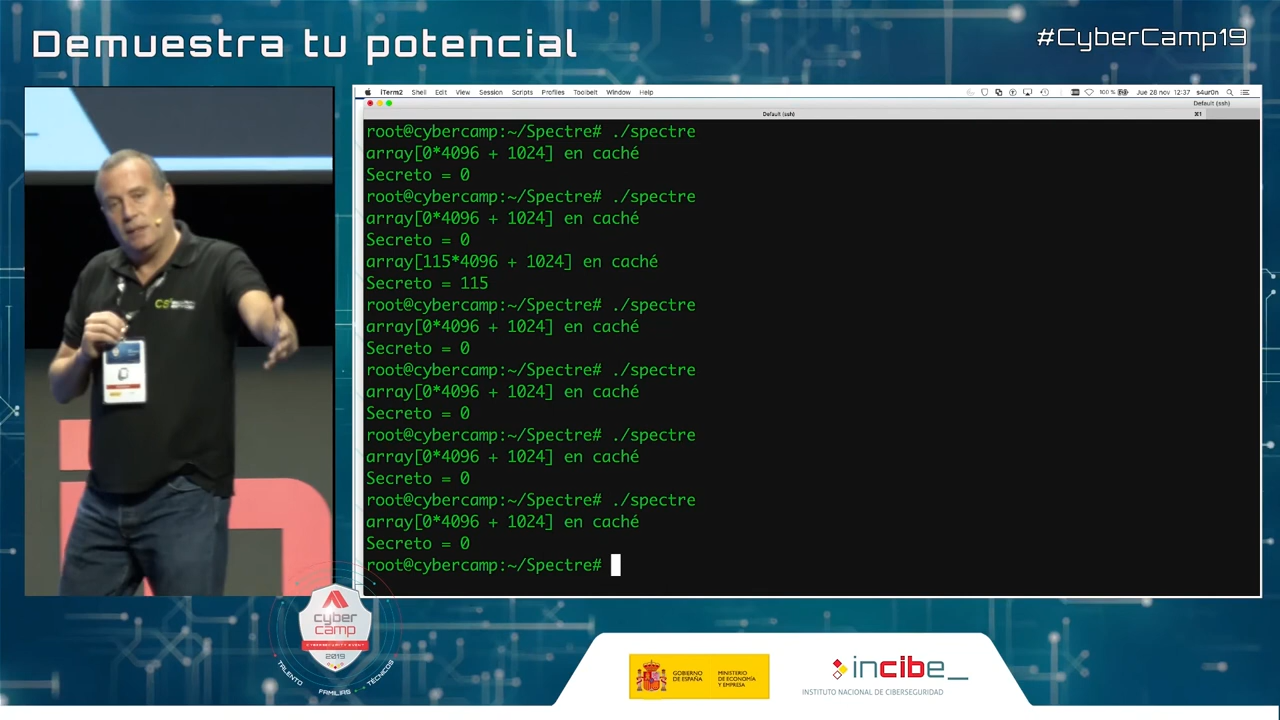 Demuestra tu potencial
#CyberCamp19
iTerm2 Shell Edit View Session Scripts Profiles Toolbelt Window Help
100 % Jue 28 nov 12:37 s4ur0n
Default (ssh)
Default (ssh)
⌘1
root@cybercamp:~/Spectre# ./spectre
array[0*4096 + 1024] en caché
Secreto = 0
root@cybercamp:~/Spectre# ./spectre
array[0*4096 + 1024] en caché
Secreto = 0
array[115*4096 + 1024] en caché
Secreto = 115
root@cybercamp:~/Spectre# ./spectre
array[0*4096 + 1024] en caché
Secreto = 0
root@cybercamp:~/Spectre# ./spectre
array[0*4096 + 1024] en caché
Secreto = 0
root@cybercamp:~/Spectre# ./spectre
array[0*4096 + 1024] en caché
Secreto = 0
root@cybercamp:~/Spectre# ./spectre
array[0*4096 + 1024] en caché
Secreto = 0
root@cybercamp:~/Spectre#
cyber
camp
2019
TALENTO
FAMILIAS
TÉCNICOS
GOBIERNO
DE ESPAÑA
MINISTERIO
DE ECONOMÍA
Y EMPRESA
incibe_
INSTITUTO NACIONAL DE CIBERSEGURIDAD